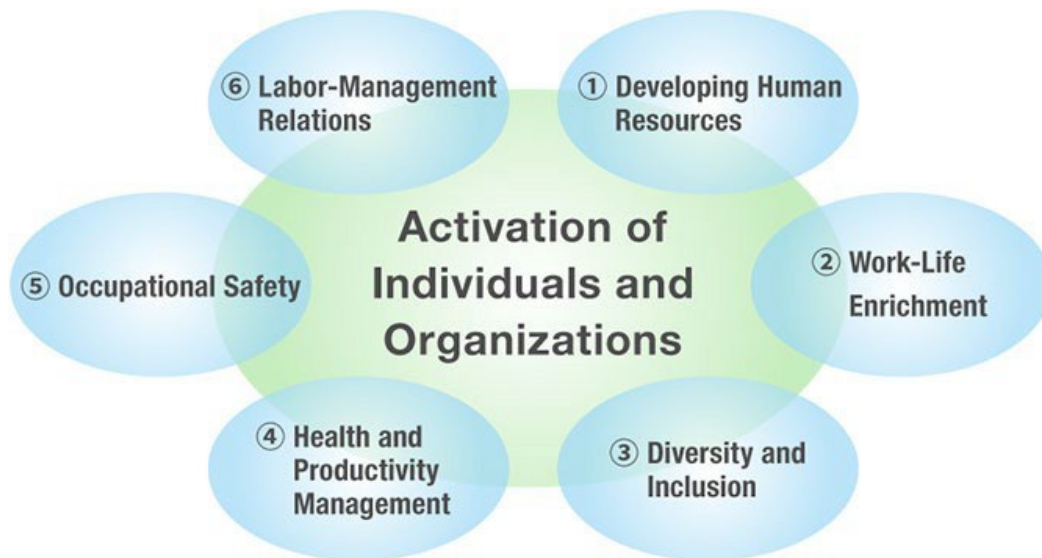 Activation of
Individuals and
Organizations
① Developing Human
Resources
② Work-Life
Enrichment
③ Diversity and
Inclusion
④ Health and
Productivity
Management
⑤ Occupational Safety
⑥ Labor-Management
Relations